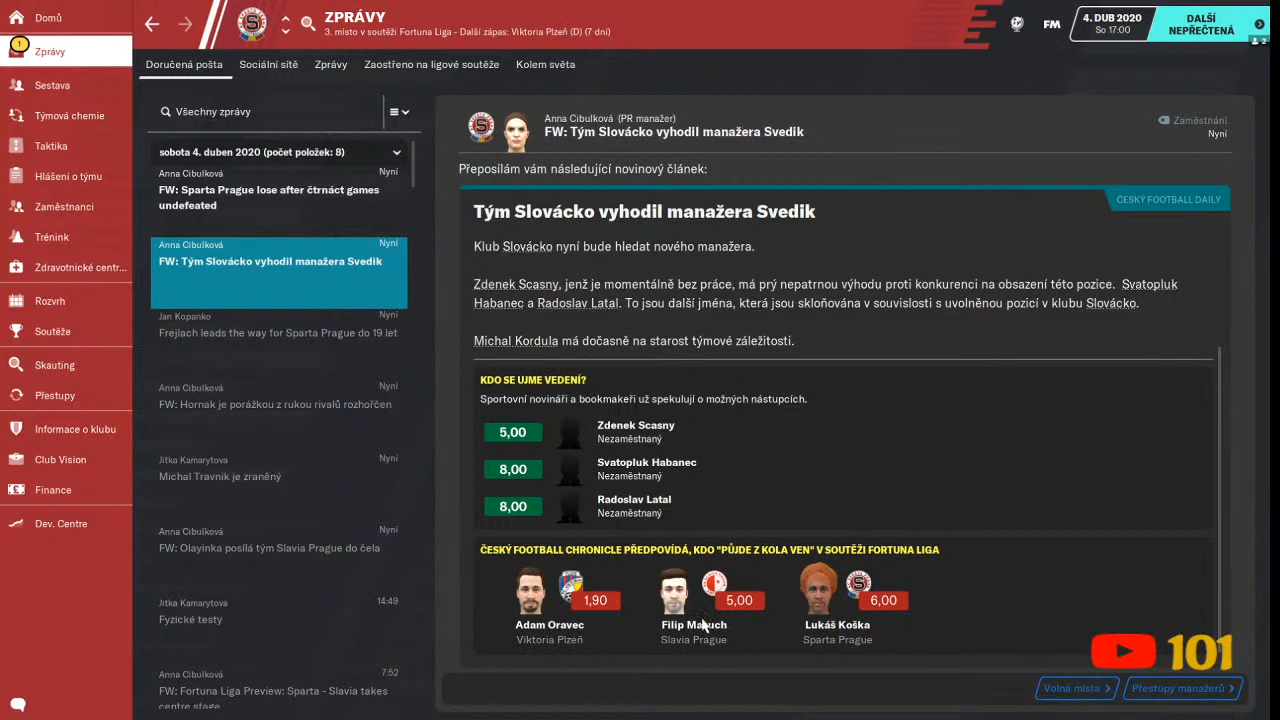 Domů
1
Zprávy
Sestava
Týmová chemie
Taktika
Hlášení o týmu
Zaměstnanci
Trénink
Zdravotnické centr...
Rozvrh
Soutěže
Skauting
Přestupy
Informace o klubu
Club Vision
Finance
Dev. Centre
ZPRÁVY
3. místo v soutěži Fortuna Liga - Další zápas: Viktoria Plzeň (D) (7 dní)
FM
4. DUB 2020
So 17:00
DALŠÍ
NEPŘEČTENÁ
2
Doručená pošta
Sociální sítě
Zprávy
Zaostřeno na ligové soutěže
Kolem světa
Všechny zprávy
sobota 4. duben 2020 (počet položek: 8)
Anna Cibulková
Nyní
FW: Sparta Prague lose after čtrnáct games
undefeated
Anna Cibulková
Nyní
FW: Tým Slovácko vyhodil manažera Svedik
Jan Kopanko
Nyní
Frejlach leads the way for Sparta Prague do 19 let
Anna Cibulková
Nyní
FW: Hornak je porážkou z rukou rivalů rozhořčen
Jitka Kamarytova
Nyní
Michal Travnik je zraněný
Anna Cibulková
Nyní
FW: Olayinka posílá tým Slavia Prague do čela
Jitka Kamarytova
14:49
Fyzické testy
Anna Cibulková
7:52
FW: Fortuna Liga Preview: Sparta - Slavia takes
centre stage
Anna Cibulková (PR manažer)
FW: Tým Slovácko vyhodil manažera Svedik
Zaměstnání
Nyní
Přeposílám vám následující novinový článek:
ČESKÝ FOOTBALL DAILY
Tým Slovácko vyhodil manažera Svedik
Klub Slovácko nyní bude hledat nového manažera.
Zdenek Scasny, jenž je momentálně bez práce, má prý nepatrnou výhodu proti konkurenci na obsazení této pozice. Svatopluk
Habanec a Radoslav Latal. To jsou další jména, která jsou skloňována v souvislosti s uvolněnou pozicí v klubu Slovácko.
Michal Kordula má dočasně na starost týmové záležitosti.
KDO SE UJME VEDENÍ?
Sportovní novináři a bookmakeři už spekulují o možných nástupcích.
5,00
Zdenek Scasny
Nezaměstnaný
8,00
Svatopluk Habanec
Nezaměstnaný
8,00
Radoslav Latal
Nezaměstnaný
ČESKÝ FOOTBALL CHRONICLE PŘEDPOVÍDÁ, KDO "PŮJDE Z KOLA VEN" V SOUTĚŽI FORTUNA LIGA
1,90
5,00
6,00
Adam Oravec
Filip
Lukáš Koška
Viktoria Plzeň
Slavia Prague
Sparta Prague
101
Volná místa
Přestupy manažerů